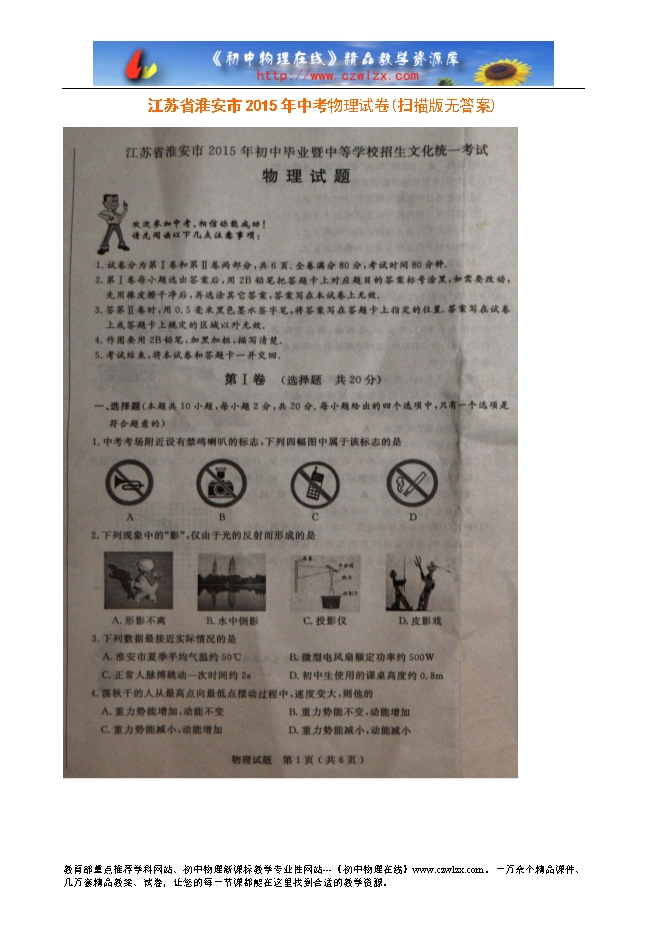 《初中物理在线》精品教学资源库
http://www.czwlzx.com
江苏省淮安市2015年中考物理试卷(扫描版无答案)
江苏省淮安市2015年初中毕业暨中等学校招生文化统一考试
物理试题
欢迎参加中考,相信你能成功!
请先阅读以下几点注意事项:
1.试卷分为第Ⅰ卷和第Ⅱ卷两部分,共6页.全卷满分80分,考试时间80分钟.
2.第Ⅰ卷每小题选出答案后,用2B铅笔把答题卡上对应题目的答案标号涂黑,如需要改动,
先用橡皮擦干净后,再选涂其它答案,答案写在本试卷上无效.
3.答第Ⅱ卷时,用0.5毫米黑色墨水签字笔,将答案写在答题卡上指定的位置.答案写在试卷
上或答题卡上规定的区域以外无效.
4.作图要用2B铅笔,加黑加粗,描写清楚.
5.考试结束,将本试卷和答题卡一并交回.
第Ⅰ卷 (选择题 共20分)
一、选择题(本题共10小题,每小题2分,共20分.每小题给出的四个选项中,只有一个选项是
符合题意的)
1.中考考场附近设有禁鸣喇叭的标志,下列四幅图中属于该标志的是
A B C D
2.下列现象中的"影",仅由于光的反射而形成的是
A.形影不离 B.水中倒影 C.投影仪 D.皮影戏
3.下列数据最接近实际情况的是
A.淮安市夏季平均气温约50℃ B.微型电风扇额定功率约500W
C.正常人脉搏跳动一次时间约2s D.初中生使用的课桌高度约0.8m
4.荡秋千的人从最高点向最低点摆动过程中,速度变大,则他的
A.重力势能增加,动能不变 B.重力势能不变,动能增加
C.重力势能减小,动能增加 D.重力势能减小,动能减小
物理试题 第1页(共6页)
教育部重点推荐学科网站、初中物理新课标教学专业性网站---《初中物理在线》www.czwlzx.com。一万余个精品课件、
几万套精品教案、试卷,让您的每一节课都能在这里找到合适的教学资源。